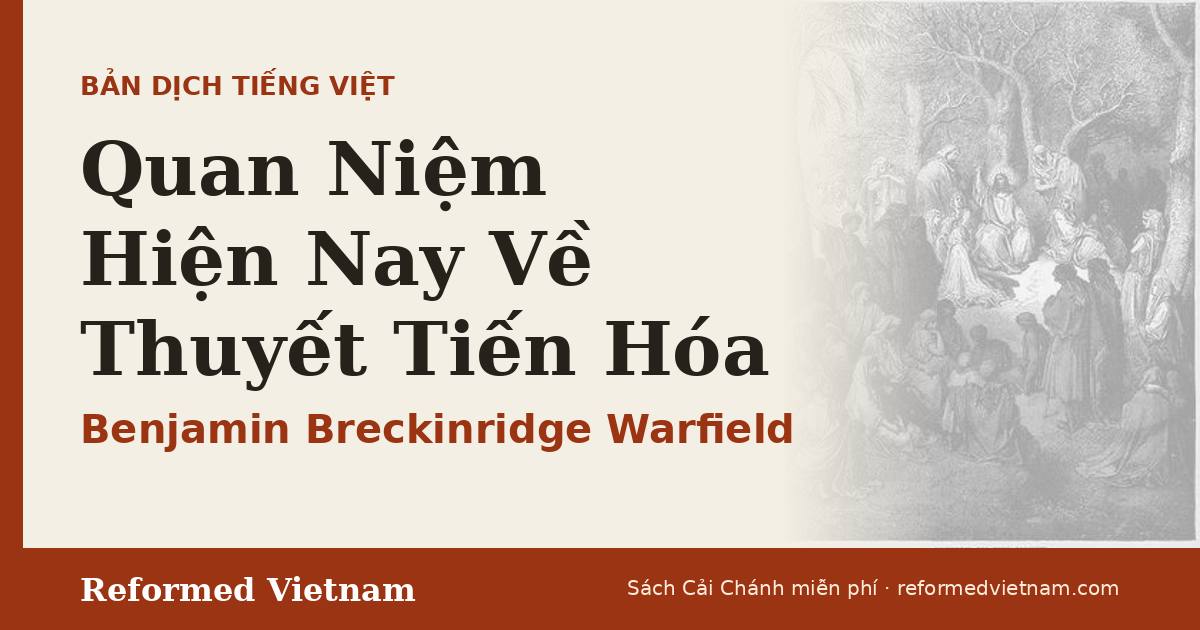 BẢN DỊCH TIẾNG VIỆT
Quan Niệm
Hiện Nay Về
Thuyết Tiến Hóa
Benjamin Breckinridge Warfield
Reformed Vietnam
Sách Cải Chánh miễn phí · reformedvietnam.com